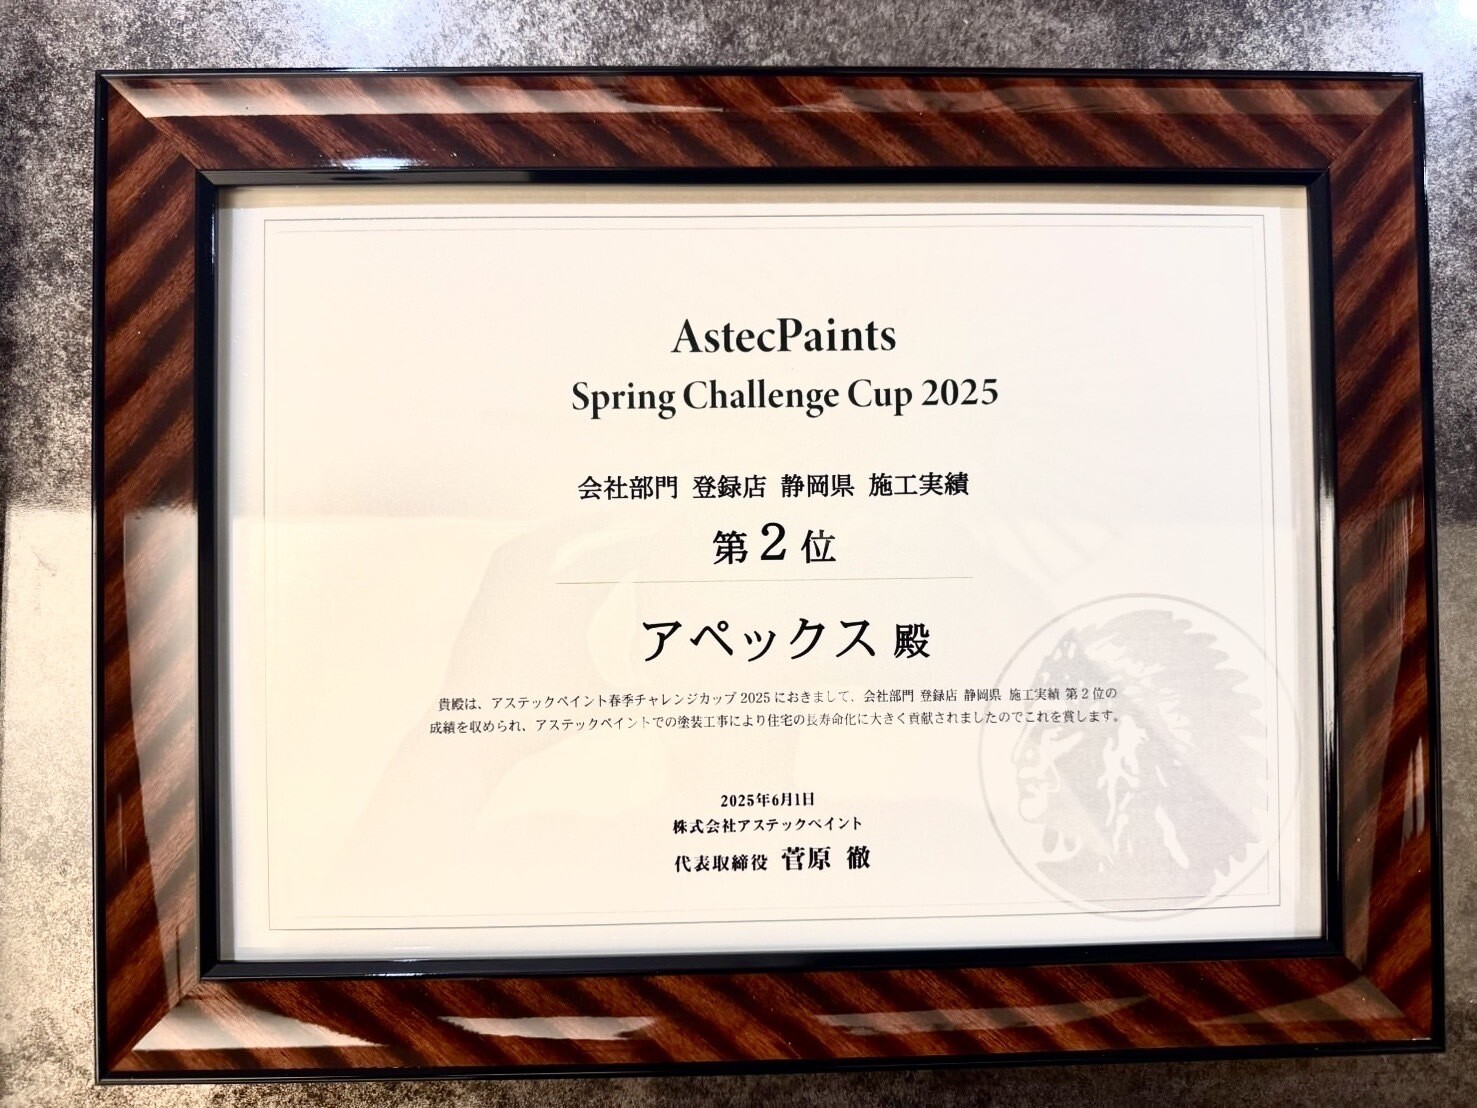 AstecPaints
Spring Challenge Cup 2025
会社部門 登録店 静岡県 施工実績
第2位
アペックス 殿
貴殿は、アステックペイント春季チャレンジカップ2025におきまして、会社部門 登録店 静岡県 施工実績 第2位の
成績を収められ、アステックペイントでの塗装工事により住宅の長寿命化に大きく貢献されましたのでこれを賞します。
2025年6月1日
株式会社アステックペイント
代表取締役 菅原 徹